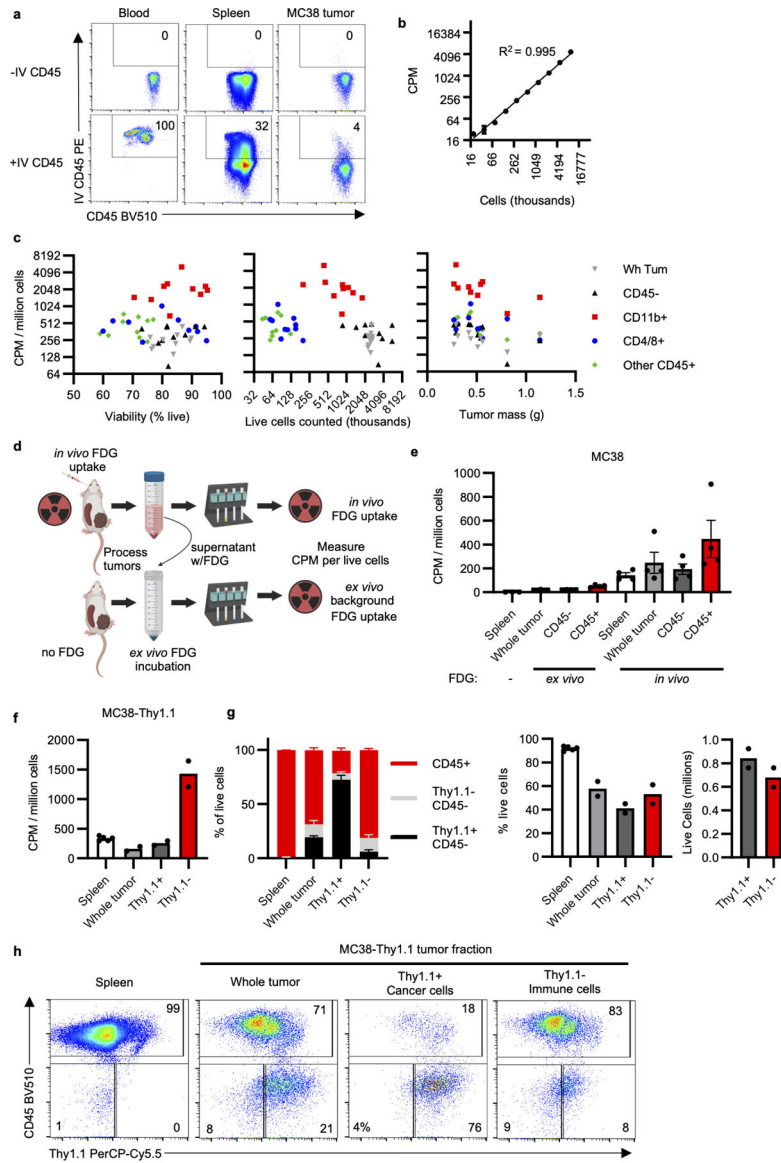 a
Blood Spleen MC38 tumor
0 0 0
-IV CD45
100 32 4
+IV CD45
IV CD45 PE
CD45 BV510
b
CPM
16384
4096
1024
256
64
16
R² = 0.995
16 66 262 1049 4194 16777
Cells (thousands)
c
CPM / million cells
8192
4096
2048
1024
512
256
128
64
50 60 70 80 90 100
Viability (% live)
32 64 128 256 512 1024 2048 4096 8192
Live cells counted (thousands)
0.0 0.5 1.0 1.5
Tumor mass (g)
Wh Tum
CD45-
CD11b+
CD4/8+
Other CD45+
d
in vivo FDG
uptake
in vivo
FDG uptake
Process
tumors
supernatant
w/FDG
Measure
CPM per live cells
ex vivo
background
FDG uptake
no FDG
ex vivo FDG
incubation
e
MC38
CPM / million cells
1000
800
600
400
200
0
Spleen Whole tumor CD45- CD45+ Spleen Whole tumor CD45- CD45+
FDG: - ex vivo in vivo
f
MC38-Thy1.1
CPM / million cells
2000
1500
1000
500
0
Spleen Whole tumor Thy1.1+ Thy1.1-
g
% of live cells
100
50
0
Spleen Whole tumor Thy1.1+ Thy1.1-
CD45+
Thy1.1-
CD45-
Thy1.1+
CD45-
% live cells
100
80
60
40
20
0
Spleen Whole tumor Thy1.1+ Thy1.1-
Live Cells (millions)
1.0
0.8
0.6
0.4
0.2
0.0
Thy1.1+ Thy1.1-
h
MC38-Thy1.1 tumor fraction
Spleen Whole tumor Thy1.1+ Thy1.1-
Cancer cells Immune cells
99 71 18 83
1 0 8 21 4% 76 9 8
CD45 BV510
Thy1.1 PerCP-Cy5.5